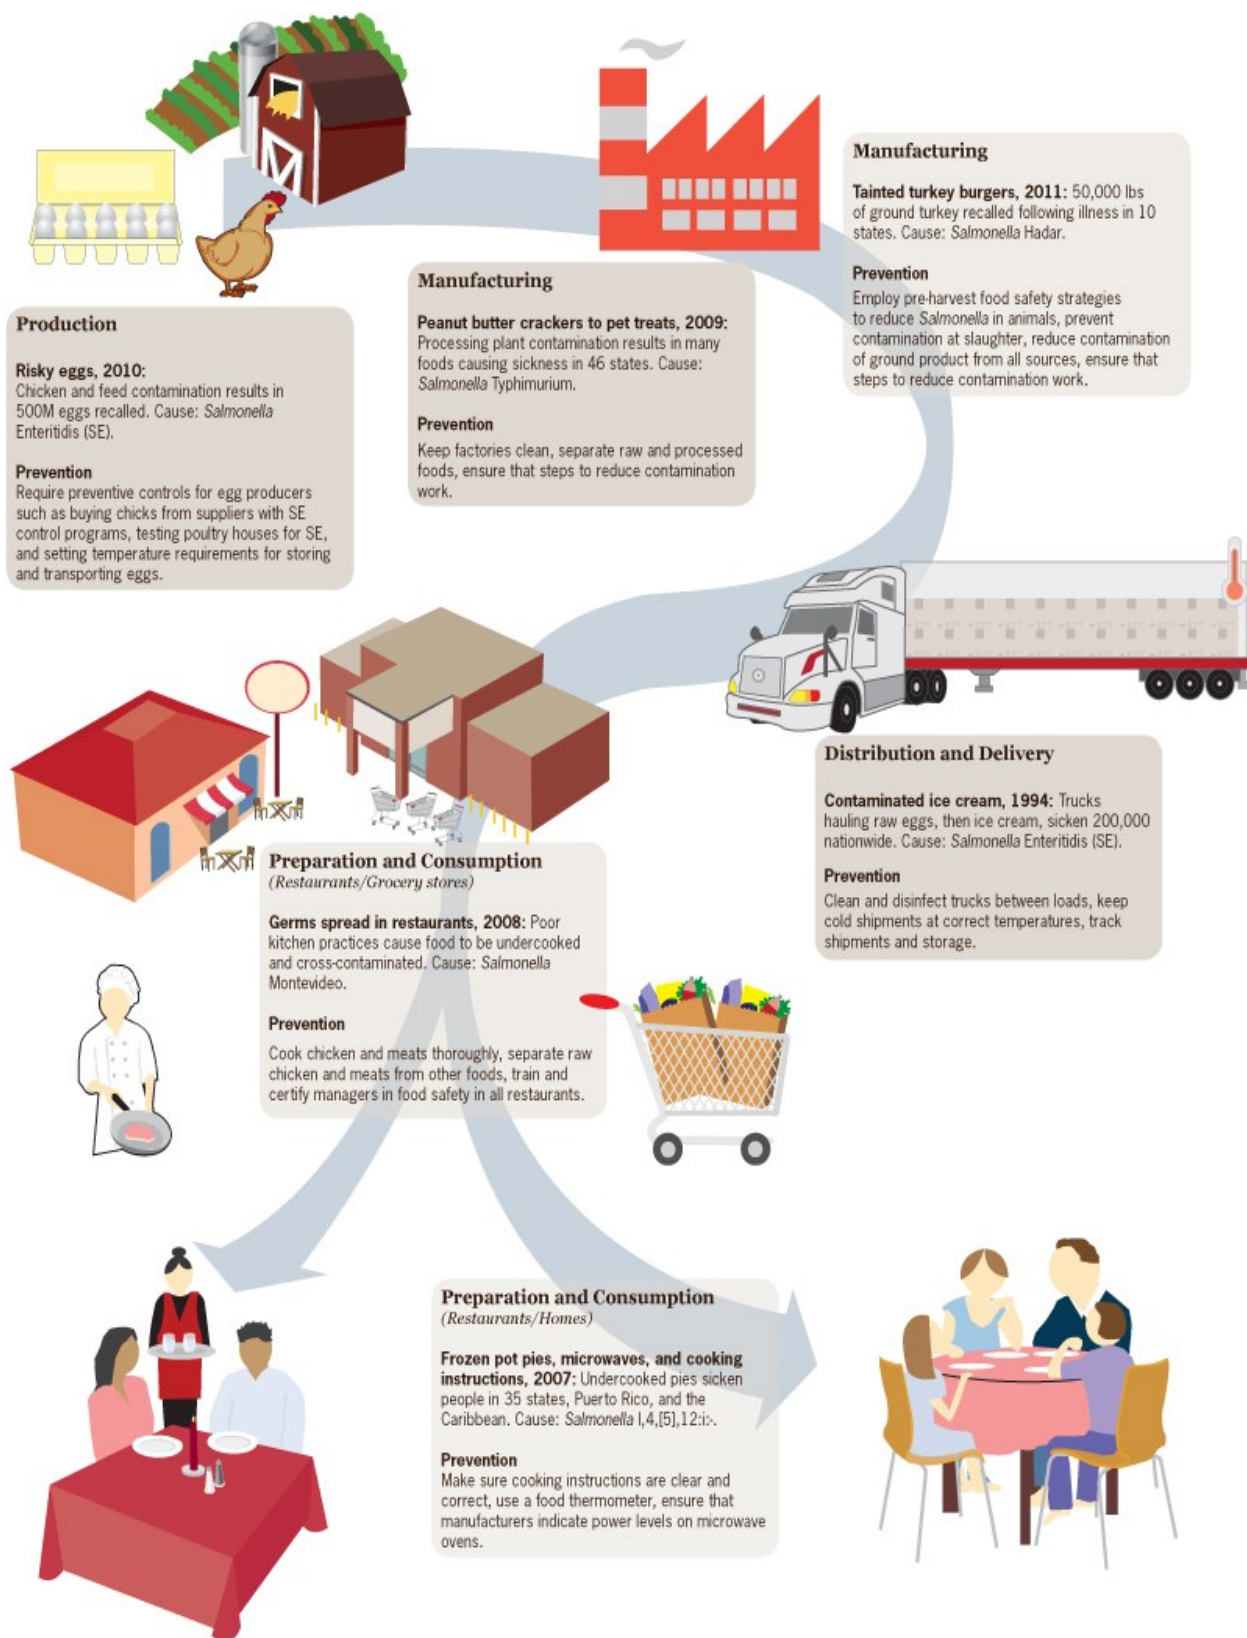 Production
Risky eggs, 2010:
Chicken and feed contamination results in
500M eggs recalled. Cause: Salmonella
Enteritidis (SE).
Prevention
Require preventive controls for egg producers
such as buying chicks from suppliers with SE
control programs, testing poultry houses for SE,
and setting temperature requirements for storing
and transporting eggs.
Manufacturing
Peanut butter crackers to pet treats, 2009:
Processing plant contamination results in many
foods causing sickness in 46 states. Cause:
Salmonella Typhimurium.
Prevention
Keep factories clean, separate raw and processed
foods, ensure that steps to reduce contamination
work.
Manufacturing
Tainted turkey burgers, 2011: 50,000 lbs
of ground turkey recalled following illness in 10
states. Cause: Salmonella Hadar.
Prevention
Employ pre-harvest food safety strategies
to reduce Salmonella in animals, prevent
contamination at slaughter, reduce contamination
of ground product from all sources, ensure that
steps to reduce contamination work.
Distribution and Delivery
Contaminated ice cream, 1994: Trucks
hauling raw eggs, then ice cream, sicken 200,000
nationwide. Cause: Salmonella Enteritidis (SE).
Prevention
Clean and disinfect trucks between loads, keep
cold shipments at correct temperatures, track
shipments and storage.
Preparation and Consumption
(Restaurants/Grocery stores)
Germs spread in restaurants, 2008: Poor
kitchen practices cause food to be undercooked
and cross-contaminated. Cause: Salmonella
Montevideo.
Prevention
Cook chicken and meats thoroughly, separate raw
chicken and meats from other foods, train and
certify managers in food safety in all restaurants.
Preparation and Consumption
(Restaurants/Homes)
Frozen pot pies, microwaves, and cooking
instructions, 2007: Undercooked pies sicken
people in 35 states, Puerto Rico, and the
Caribbean. Cause: Salmonella I,4,[5],12:i:-.
Prevention
Make sure cooking instructions are clear and
correct, use a food thermometer, ensure that
manufacturers indicate power levels on microwave
ovens.